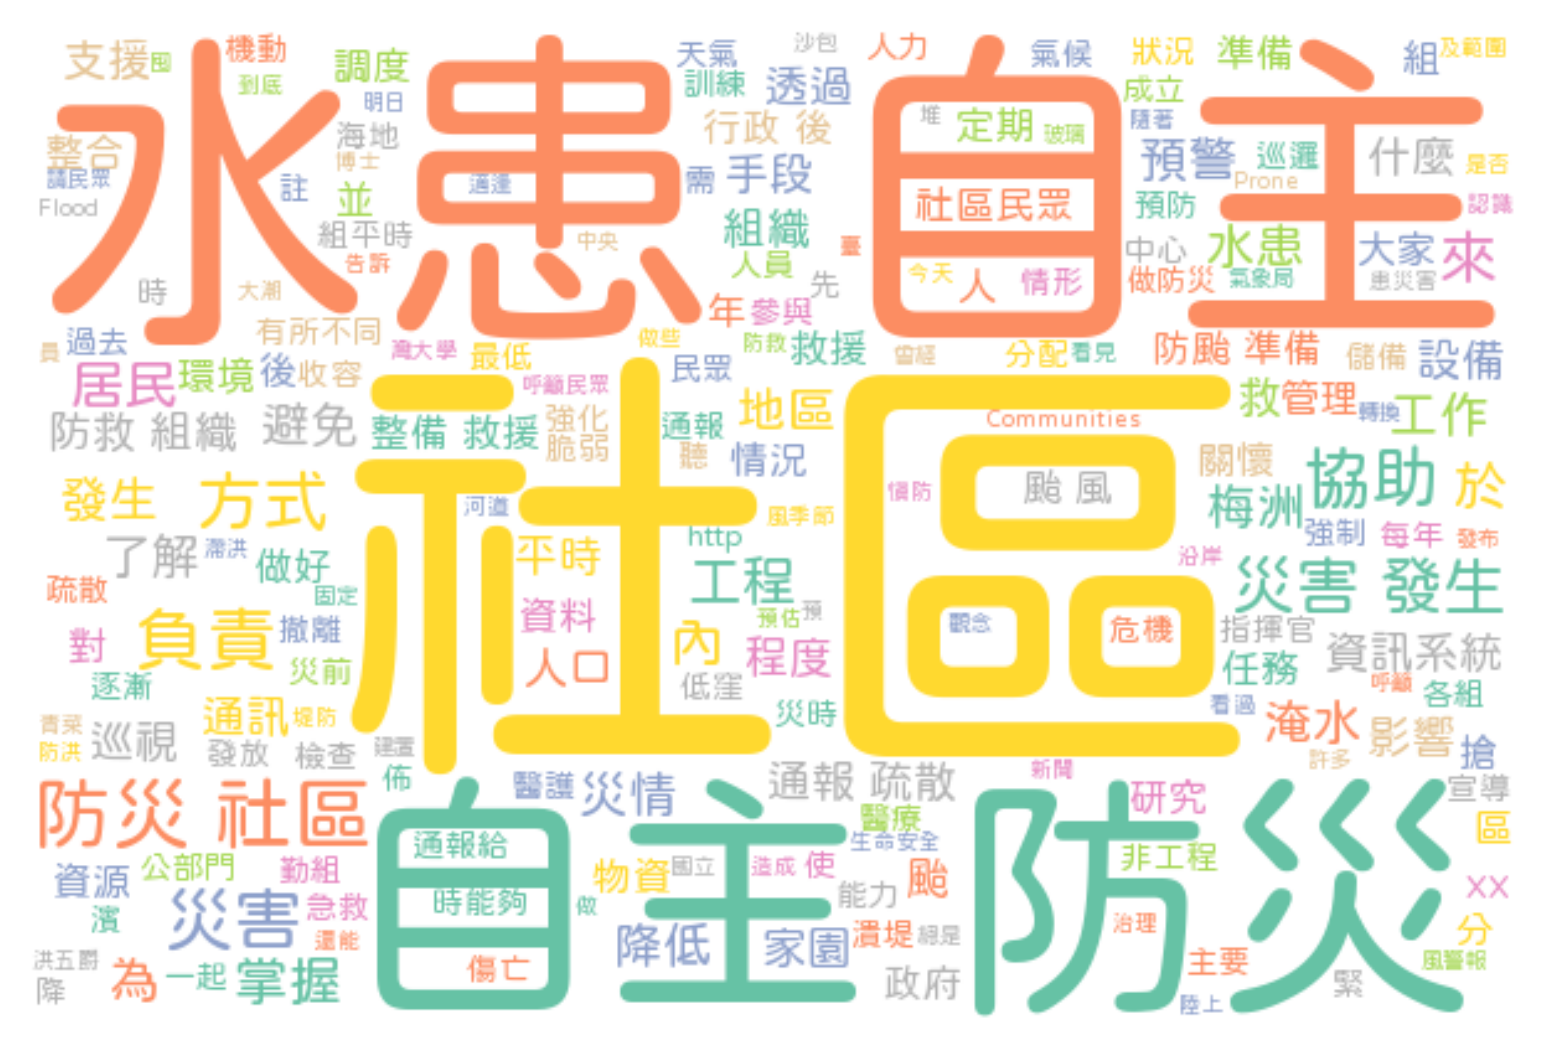 水患 自主
社區
自主 防災
支援
機動
到底
調度
明日
海地
博士
整合
請民眾
Flood
註
並
組平時
告訴
時
大潮
有所不同
天氣
訓練
沙包
透過
人力
行政 後
需 手段
組織
人員
中央
先
臺
年 參與
堆
定期
玻璃
社區民眾
今天
人
情形
氣候
狀況
準備
組
及範圍
成立
隨著
預警
巡邏
什麼
是否
Prone
預防
認識
中心
水患
大家
來
做防災
氣象局
患災害
員
過去
居民
環境
後
收容
灣大學
最低
做些
呼籲民眾
民眾
防救
救援
曾經
分配
看見
防颱 準備
儲備
設備
防救 組織
避免
整備 救援
強化
脆弱
通報
聽
地區
情況
Communities
救
管理
轉換
工作
發生
方式
河道
風季節
慎防
颱 風
關懷
協助
於
梅洲
強制
每年
發布
了解
滯洪
做好
平時
http
工程
沿岸
災害 發生
疏散
固定
資料
預估
預
對
負責
撤離
人口
內
程度
觀念
危機
指揮官
資訊系統
逐漸
災前
低窪
任務
呼籲
各組
青菜
防洪
巡視
通訊
堤防
災時
看過
淹水
影響
搶
發放
檢查
建置
佈
許多
新聞
防災 社區
醫護
災情
通報 疏散
醫療
生命安全
研究
宣導
區
資源
公部門
勤組
通報給
物資
國立
造成
使
能力
颱
非工程
XX
濱
災害
急救
時能夠
做
還能
降低
家園
潰堤
總是
治理
分
洪五爵
降
為
一起
掌握
傷亡
政府
主要
陸上
緊
風警報